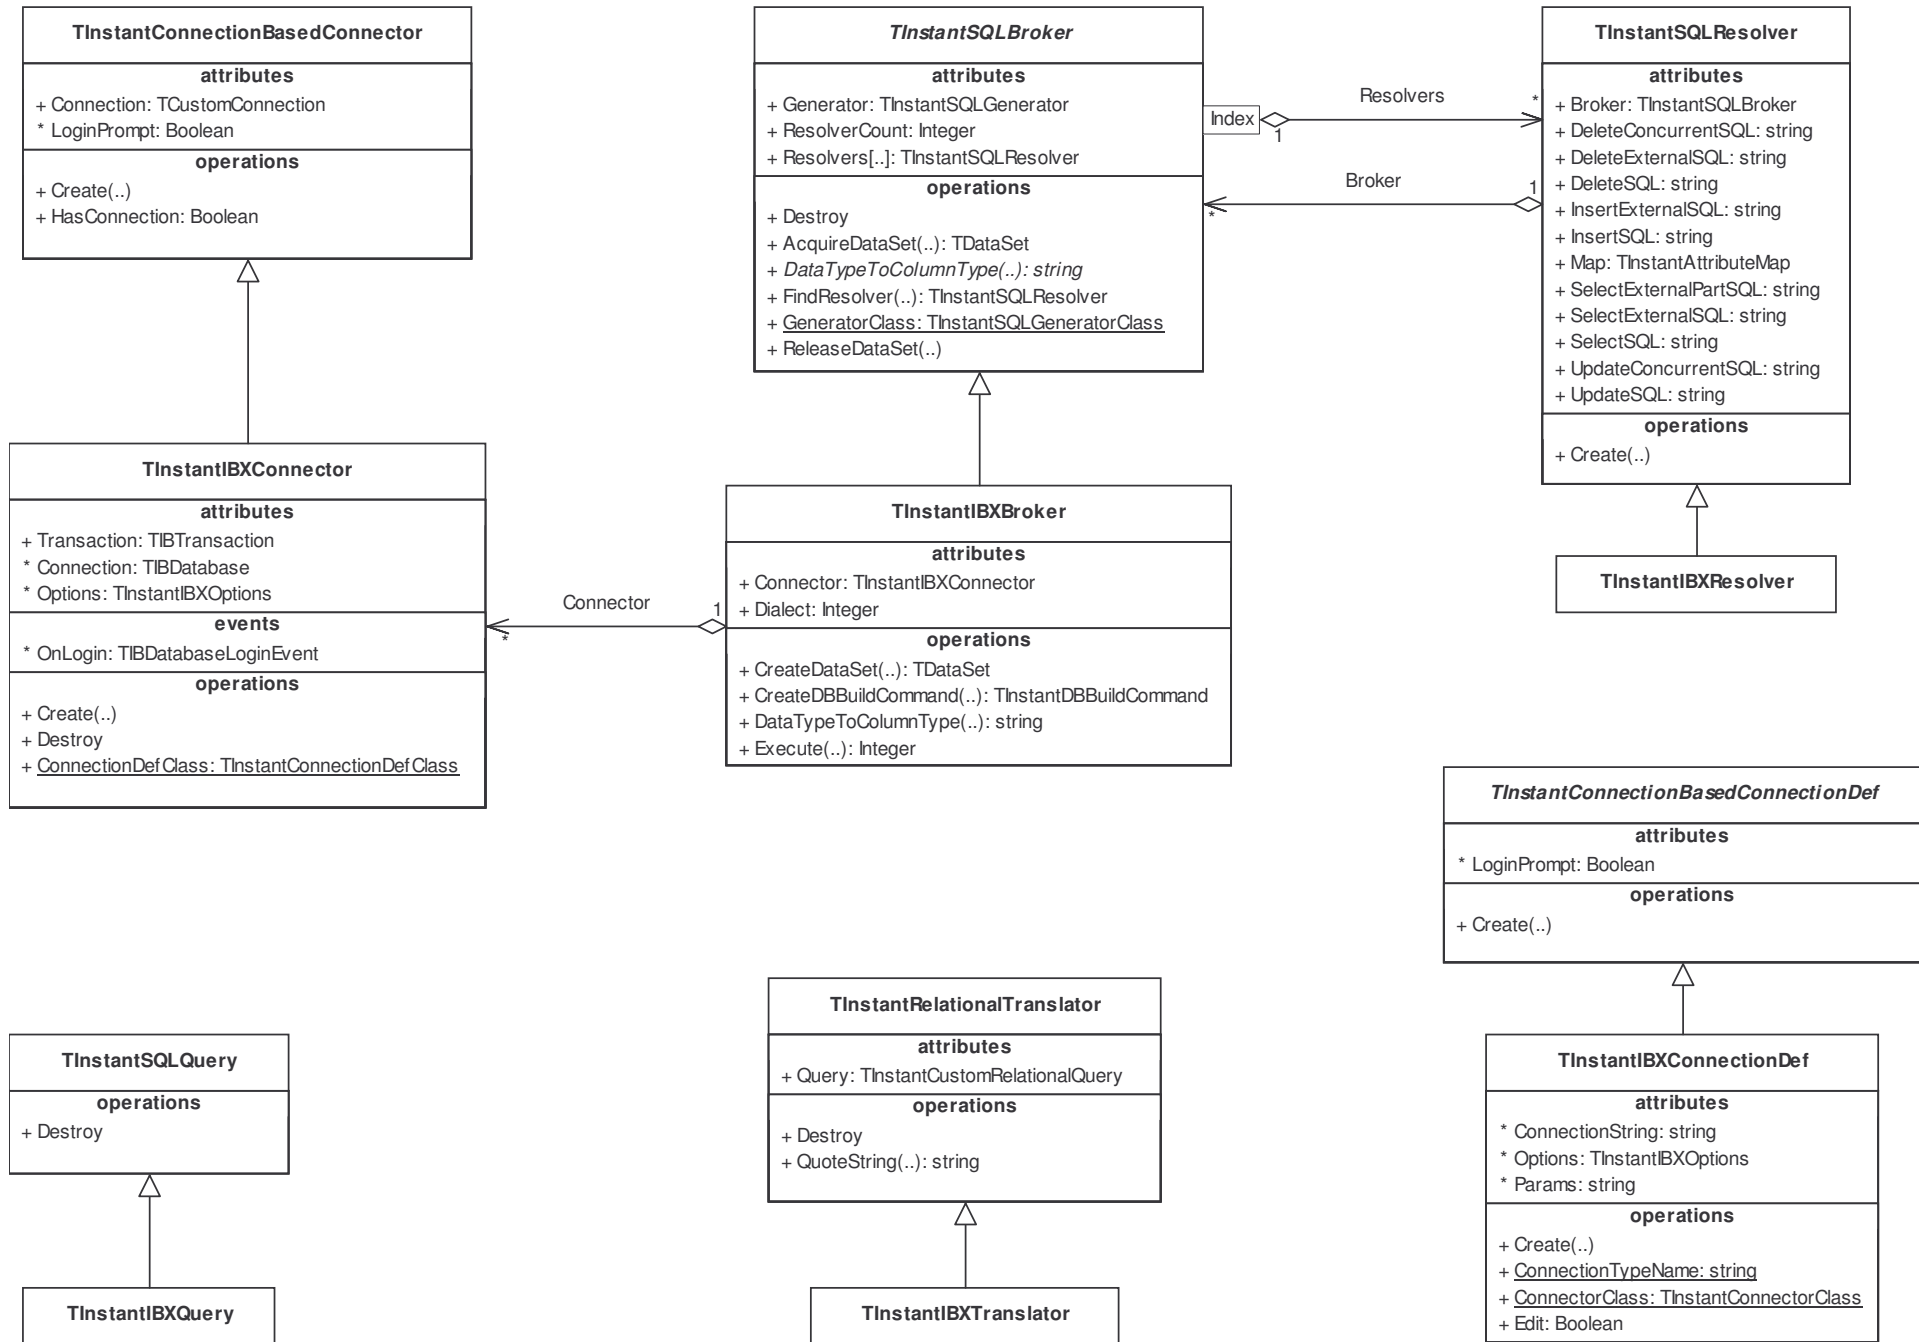 TInstantConnectionBasedConnector
attributes
+ Connection: TCustomConnection
* LoginPrompt: Boolean
operations
+ Create(..)
+ HasConnection: Boolean
TInstantSQLBroker
attributes
+ Generator: TInstantSQLGenerator
+ ResolverCount: Integer
+ Resolvers[..]: TInstantSQLResolver
operations
+ Destroy
+ AcquireDataSet(..): TDataSet
+ DataTypeToColumnType(..): string
+ FindResolver(..): TInstantSQLResolver
+ GeneratorClass: TInstantSQLGeneratorClass
+ ReleaseDataSet(..)
Index
1
Resolvers
*
Broker
1
*
TInstantSQLResolver
attributes
+ Broker: TInstantSQLBroker
+ DeleteConcurrentSQL: string
+ DeleteExternalSQL: string
+ DeleteSQL: string
+ InsertExternalSQL: string
+ InsertSQL: string
+ Map: TInstantAttributeMap
+ SelectExternalPartSQL: string
+ SelectExternalSQL: string
+ SelectSQL: string
+ UpdateConcurrentSQL: string
+ UpdateSQL: string
operations
+ Create(..)
TInstantIBXConnector
attributes
+ Transaction: TIBTransaction
* Connection: TIBDatabase
* Options: TInstantIBXOptions
events
* OnLogin: TIBDatabaseLoginEvent
operations
+ Create(..)
+ Destroy
+ ConnectionDefClass: TInstantConnectionDefClass
Connector
1
*
TInstantIBXBroker
attributes
+ Connector: TInstantIBXConnector
+ Dialect: Integer
operations
+ CreateDataSet(..): TDataSet
+ CreateDBBuildCommand(..): TInstantDBBuildCommand
+ DataTypeToColumnType(..): string
+ Execute(..): Integer
TInstantIBXResolver
TInstantConnectionBasedConnectionDef
attributes
* LoginPrompt: Boolean
operations
+ Create(..)
TInstantSQLQuery
operations
+ Destroy
TInstantIBXQuery
TInstantRelationalTranslator
attributes
+ Query: TInstantCustomRelationalQuery
operations
+ Destroy
+ QuoteString(..): string
TInstantIBXTranslator
TInstantIBXConnectionDef
attributes
* ConnectionString: string
* Options: TInstantIBXOptions
* Params: string
operations
+ Create(..)
+ ConnectionTypeName: string
+ ConnectorClass: TInstantConnectorClass
+ Edit: Boolean